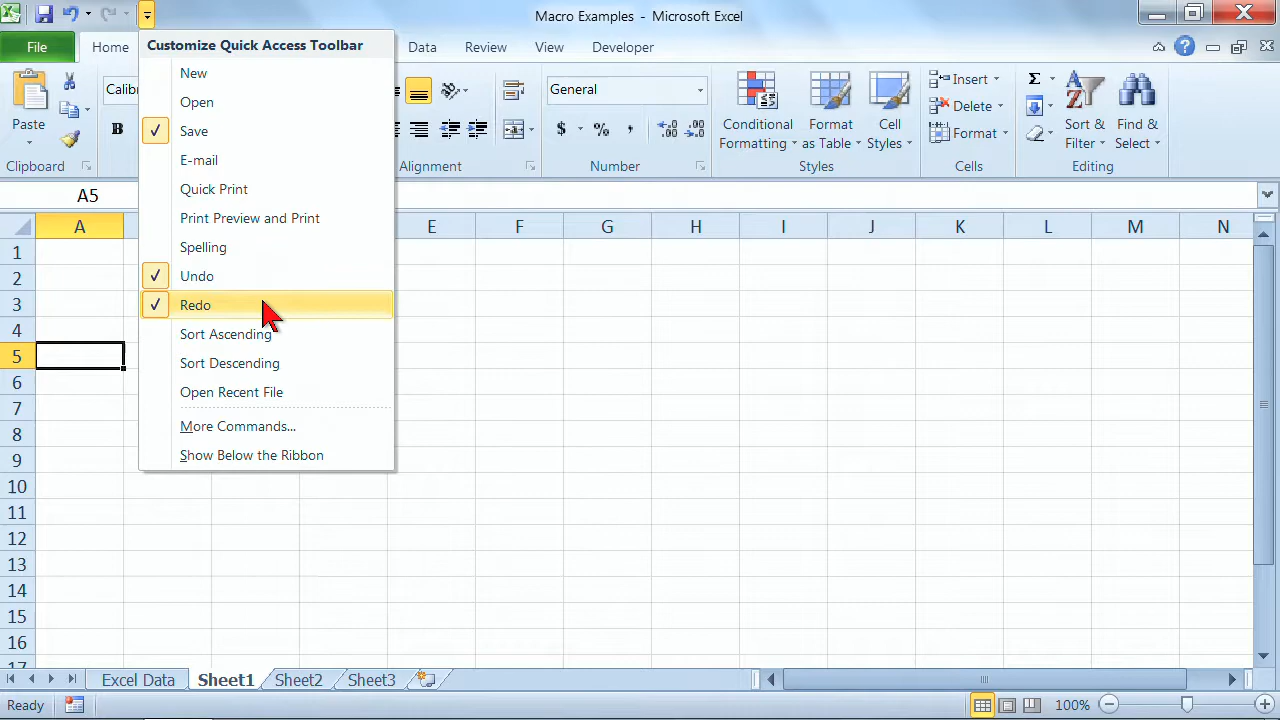 Macro Examples - Microsoft Excel
File
Home
Data
Review
View
Developer
Customize Quick Access Toolbar
New
Open
Save
E-mail
Quick Print
Print Preview and Print
Spelling
Undo
Redo
Sort Ascending
Sort Descending
Open Recent File
More Commands...
Show Below the Ribbon
Paste
Clipboard
Calib
B
Alignment
General
$ % ,
Number
Conditional Formatting
Format as Table
Cell Styles
Styles
Insert
Delete
Format
Cells
Σ
Sort & Filter
Find & Select
Editing
A5
A E F G H I J K L M N
1
2
3
4
5
6
7
8
9
10
11
12
13
14
15
16
17
Excel Data Sheet1 Sheet2 Sheet3
Ready
100%